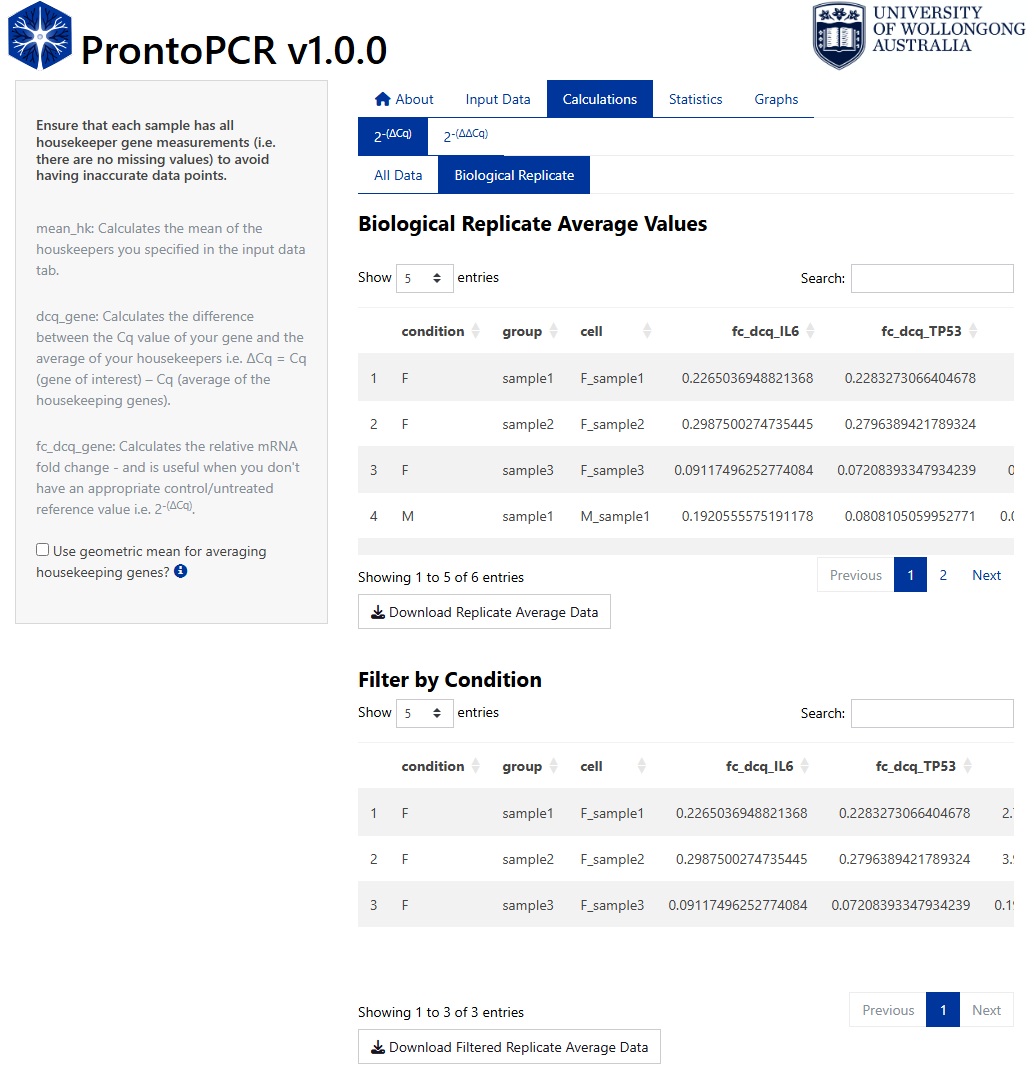 ProntoPCR v1.0.0
UNIVERSITY
OF WOLLONGONG
AUSTRALIA
Ensure that each sample has all
housekeeper gene measurements (i.e.
there are no missing values) to avoid
having inaccurate data points.
mean_hk: Calculates the mean of the
houskeepers you specified in the input data
tab.
dcq_gene: Calculates the difference
between the Cq value of your gene and the
average of your housekeepers i.e. ΔCq = Cq
(gene of interest) – Cq (average of the
housekeeping genes).
fc_dcq_gene: Calculates the relative mRNA
fold change - and is useful when you don't
have an appropriate control/untreated
reference value i.e. 2-(ΔCq).
Use geometric mean for averaging
housekeeping genes?
About Input Data Calculations Statistics Graphs
2-(ΔCq) 2-(ΔΔCq)
All Data Biological Replicate
Biological Replicate Average Values
Show 5 entries Search:
condition group cell fc_dcq_IL6 fc_dcq_TP53
1 F sample1 F_sample1 0.2265036948821368 0.2283273066404678
2 F sample2 F_sample2 0.2987500274735445 0.2796389421789324
3 F sample3 F_sample3 0.09117496252774084 0.07208393347934239 0
4 M sample1 M_sample1 0.1920555575191178 0.0808105059952771 0.0
Showing 1 to 5 of 6 entries Previous 1 2 Next
Download Replicate Average Data
Filter by Condition
Show 5 entries Search:
condition group cell fc_dcq_IL6 fc_dcq_TP53
1 F sample1 F_sample1 0.2265036948821368 0.2283273066404678 2.
2 F sample2 F_sample2 0.2987500274735445 0.2796389421789324 3.
3 F sample3 F_sample3 0.09117496252774084 0.07208393347934239 0.1
Showing 1 to 3 of 3 entries Previous 1 Next
Download Filtered Replicate Average Data